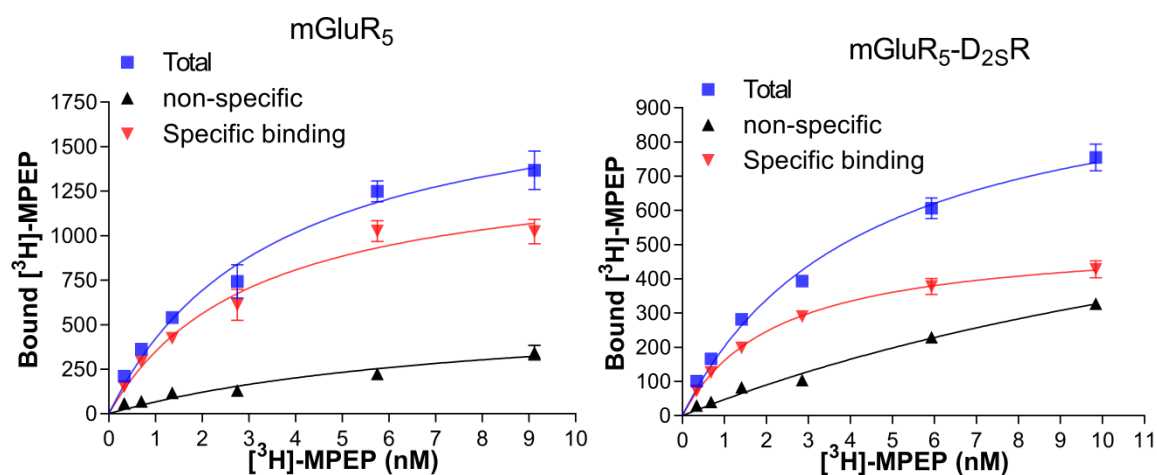 mGluR5
Total
non-specific
Specific binding
1750
1500
1250
1000
750
500
250
0
Bound [³H]-MPEP
0 1 2 3 4 5 6 7 8 9 10
[³H]-MPEP (nM)
mGluR5-D2SR
Total
non-specific
Specific binding
900
800
700
600
500
400
300
200
100
0
Bound [³H]-MPEP
0 1 2 3 4 5 6 7 8 9 10 11
[³H]-MPEP (nM)